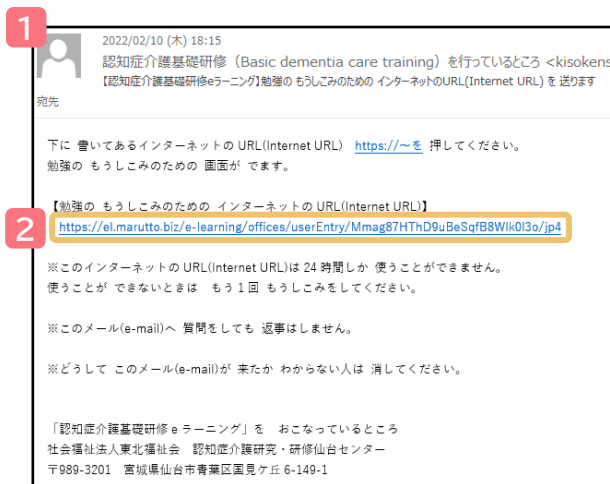 1
2022/02/10 (木) 18:15
認知症介護基礎研修（Basic dementia care training）を行っているところ <kisokens
【認知症介護基礎研修eラーニング】勉強の もうしこみのための インターネットのURL(Internet URL) を 送ります
宛先
下に 書いてあるインターネットの URL(Internet URL) https://～を 押してください。
勉強の もうしこみのための 画面が でます。
【勉強の もうしこみのための インターネットの URL(Internet URL)】
2
https://el.marutto.biz/e-learning/offices/userEntry/Mmag87HThD9uBeSqfB8WIk0I3o/jp4
※このインターネットの URL(Internet URL)は 24 時間しか 使うことができません。
使うことが できないときは もう 1 回 もうしこみをしてください。
※このメール(e-mail)へ 質問をしても 返事はしません。
※どうして このメール(e-mail)が 来たか わからない人は 消してください。
「認知症介護基礎研修 e ラーニング」を おこなっているところ
社会福祉法人東北福祉会 認知症介護研究・研修仙台センター
〒989-3201 宮城県仙台市青葉区国見ケ丘 6-149-1